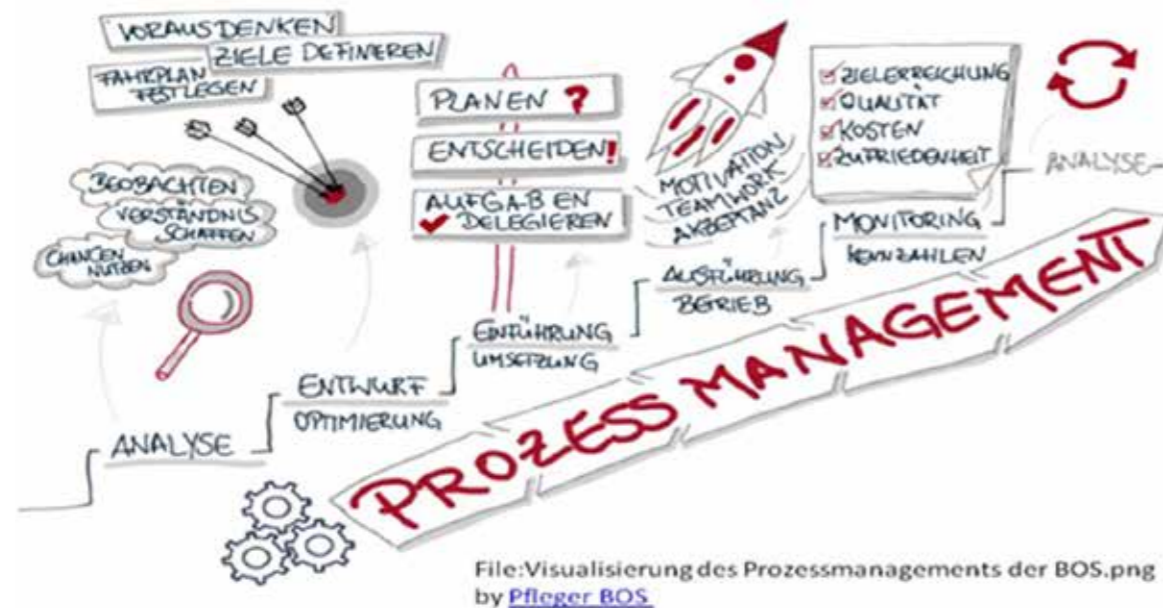 VORAUSDENKEN
ZIELE DEFINIEREN
FAHRPLAN
FESTLEGEN
BEOBACHTEN
VERSTÄNDNIS
SCHAFFEN
CHANCEN
NUTZEN
PLANEN ?
ENTSCHEIDEN!
AUFGABEN
DELEGIEREN
MOTIVATION
TEAMWORK
AKZEPTANZ
ZIELERREICHUNG
QUALITÄT
KOSTEN
ZUFRIEDENHEIT
ANALYSE
ENTWURF
OPTIMIERUNG
EINFÜHRUNG
UMSETZUNG
AUSFÜHRUNG
BETRIEB
MONITORING
KENNZAHLEN
ANALYSE
PROZESS MANAGEMENT
File:Visualisierung des Prozessmanagements der BOS.png
by Pfleger BOS